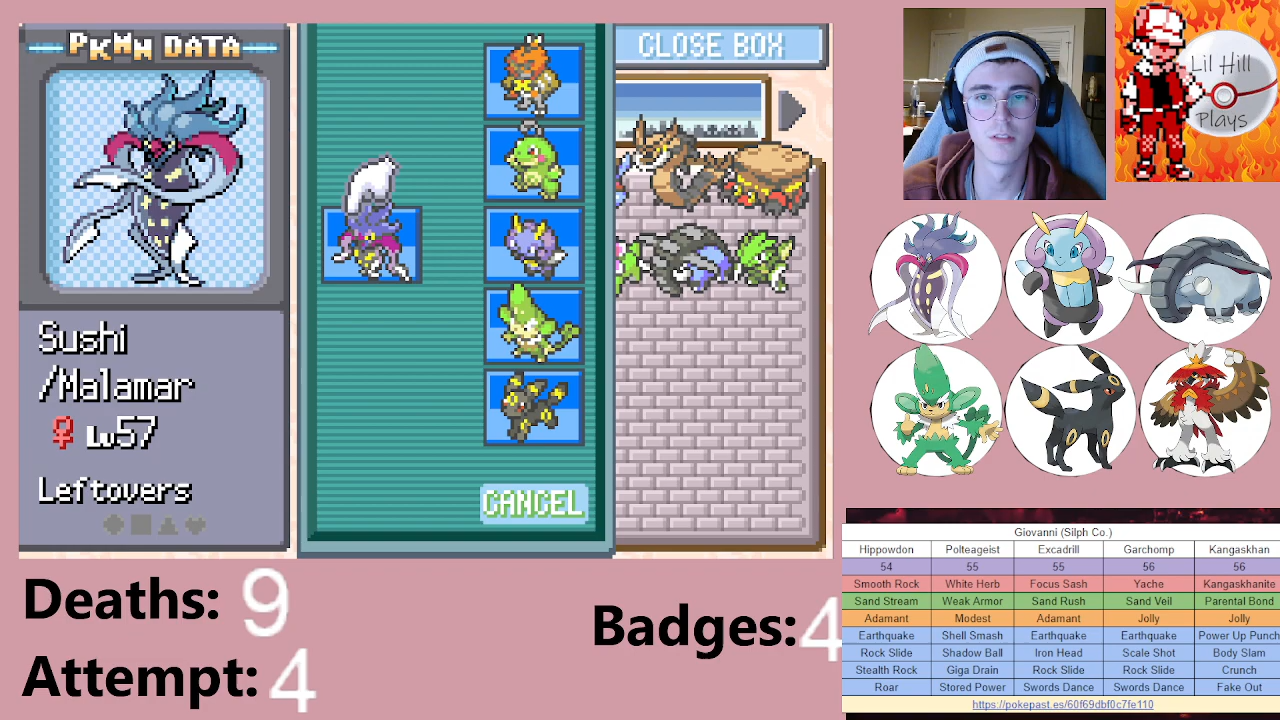 PKMN DATA
CLOSE BOX
Lil Hill
Plays
Sushi
/Malamar
♀ Lv57
Leftovers
CANCEL
Deaths: 9
Attempt: 4
Badges: 4
Giovanni (Silph Co.)
Hippowdon Polteageist Excadrill Garchomp Kangaskhan
54 55 55 56 56
Smooth Rock White Herb Focus Sash Yache Kangaskhanite
Sand Stream Weak Armor Sand Rush Sand Veil Parental Bond
Adamant Modest Adamant Jolly Jolly
Earthquake Shell Smash Earthquake Earthquake Power Up Punch
Rock Slide Shadow Ball Iron Head Scale Shot Body Slam
Stealth Rock Giga Drain Rock Slide Rock Slide Crunch
Roar Stored Power Swords Dance Swords Dance Fake Out
https://pokepast.es/60f69dbf0c7fe110